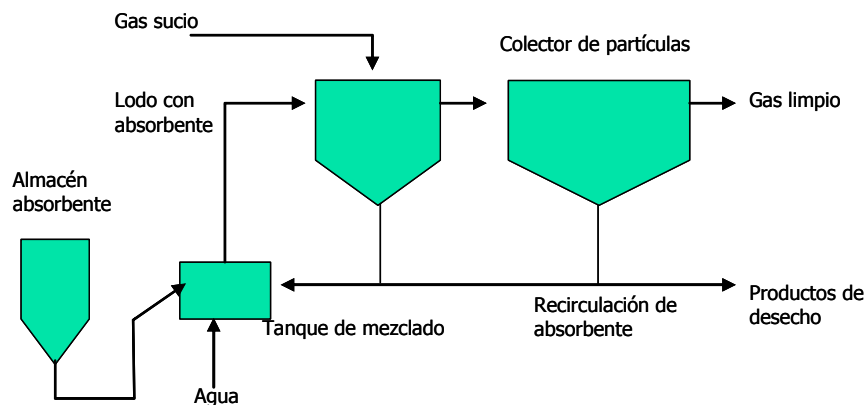 Gas sucio
Colector de partículas
Lodo con
absorbente
Gas limpio
Almacén
absorbente
Tanque de mezclado
Recirculación de
absorbente
Productos de
desecho
Agua